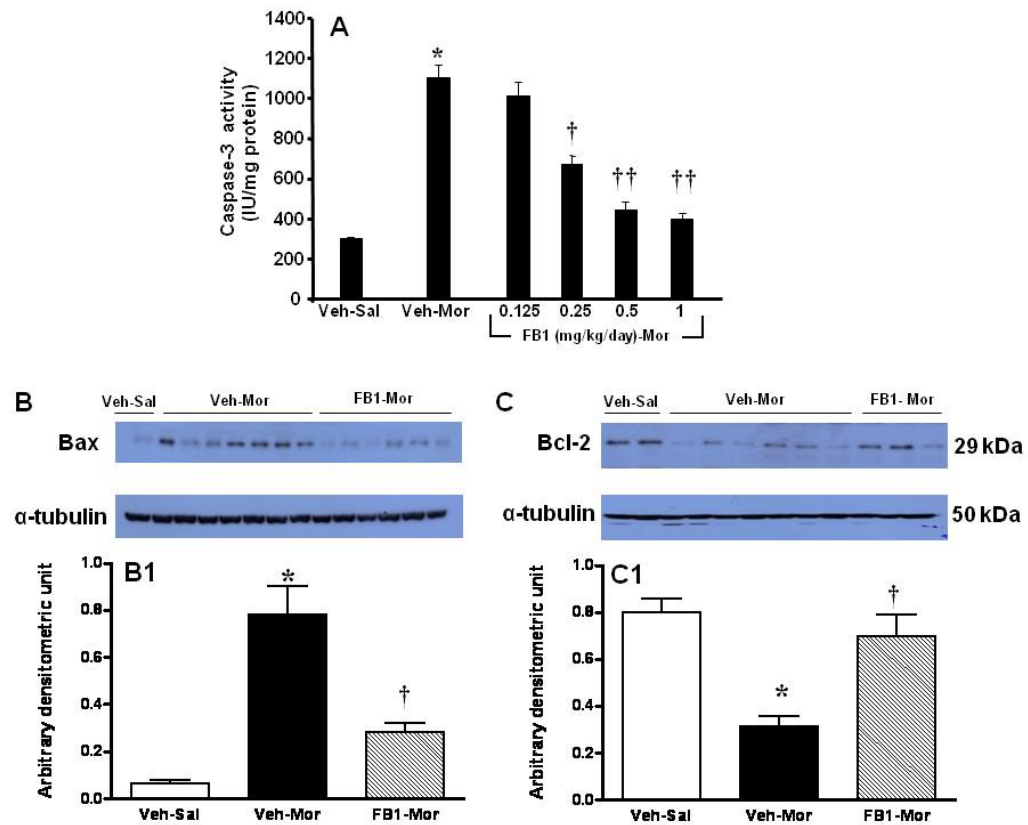 A
Caspase-3 activity
(IU/mg protein)
1400
1200
1000
800
600
400
200
0
*
†
††
††
Veh-Sal
Veh-Mor
0.125
0.25
0.5
1
FB1 (mg/kg/day)-Mor
B
Veh-Sal
Veh-Mor
FB1-Mor
Bax
α-tubulin
B1
Arbitrary densitometric unit
1.0
0.8
0.6
0.4
0.2
0.0
*
†
Veh-Sal
Veh-Mor
FB1-Mor
C
Veh-Sal
Veh-Mor
FB1- Mor
Bcl-2
29 kDa
α-tubulin
50 kDa
C1
Arbitrary densitometric unit
1.0
0.8
0.6
0.4
0.2
0.0
*
†
Veh-Sal
Veh-Mor
FB1-Mor